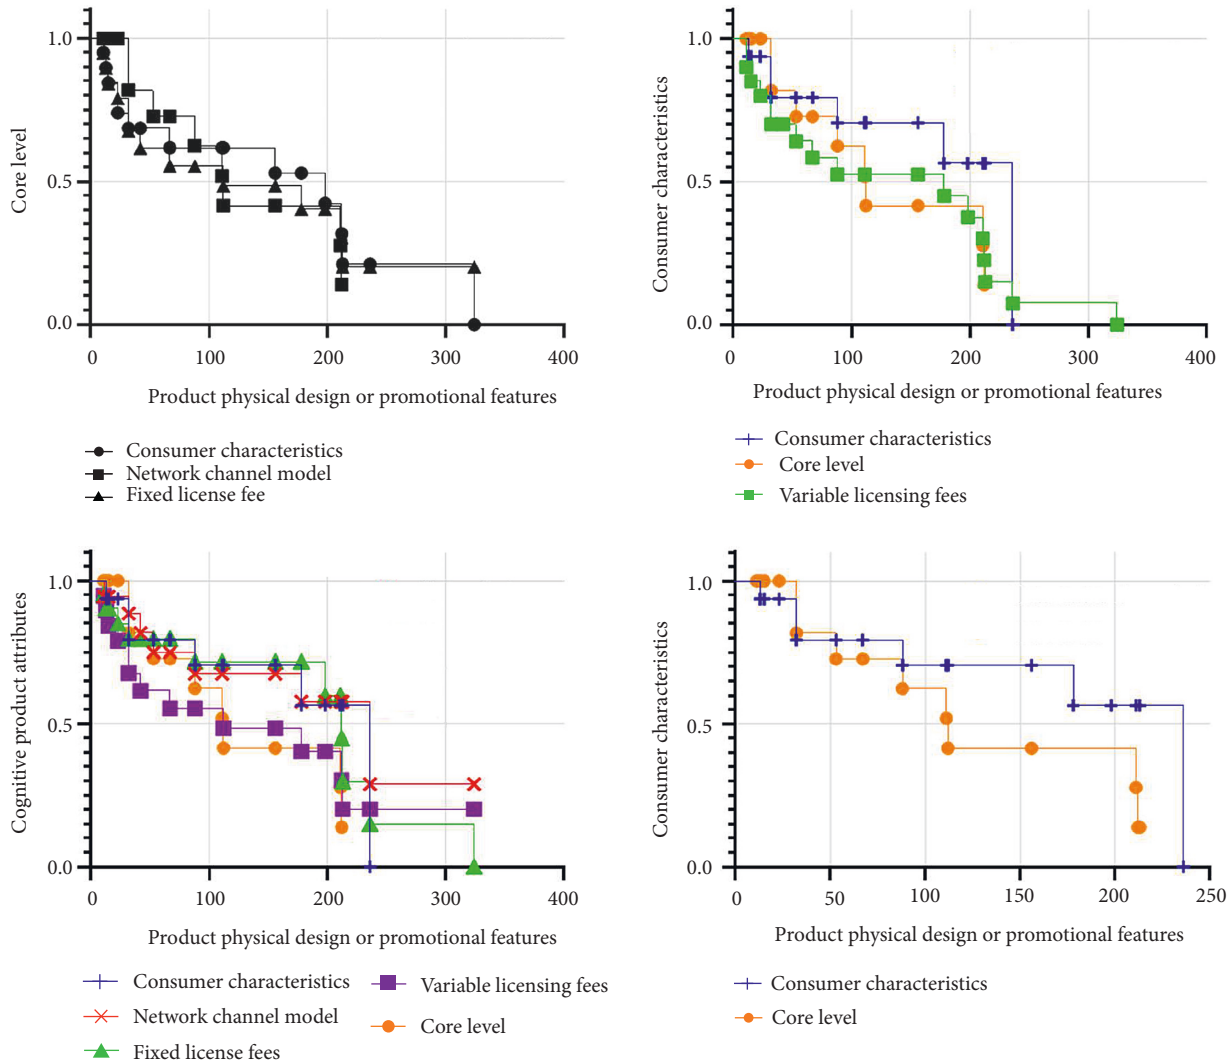 Core level
1.0
0.5
0.0
0 100 200 300 400
Product physical design or promotional features
Consumer characteristics
Network channel model
Fixed license fee
Consumer characteristics
1.0
0.5
0.0
0 100 200 300 400
Product physical design or promotional features
Consumer characteristics
Core level
Variable licensing fees
Cognitive product attributes
1.0
0.5
0.0
0 100 200 300 400
Product physical design or promotional features
Consumer characteristics
Network channel model
Fixed license fees
Variable licensing fees
Core level
Consumer characteristics
1.0
0.5
0.0
0 50 100 150 200 250
Product physical design or promotional features
Consumer characteristics
Core level